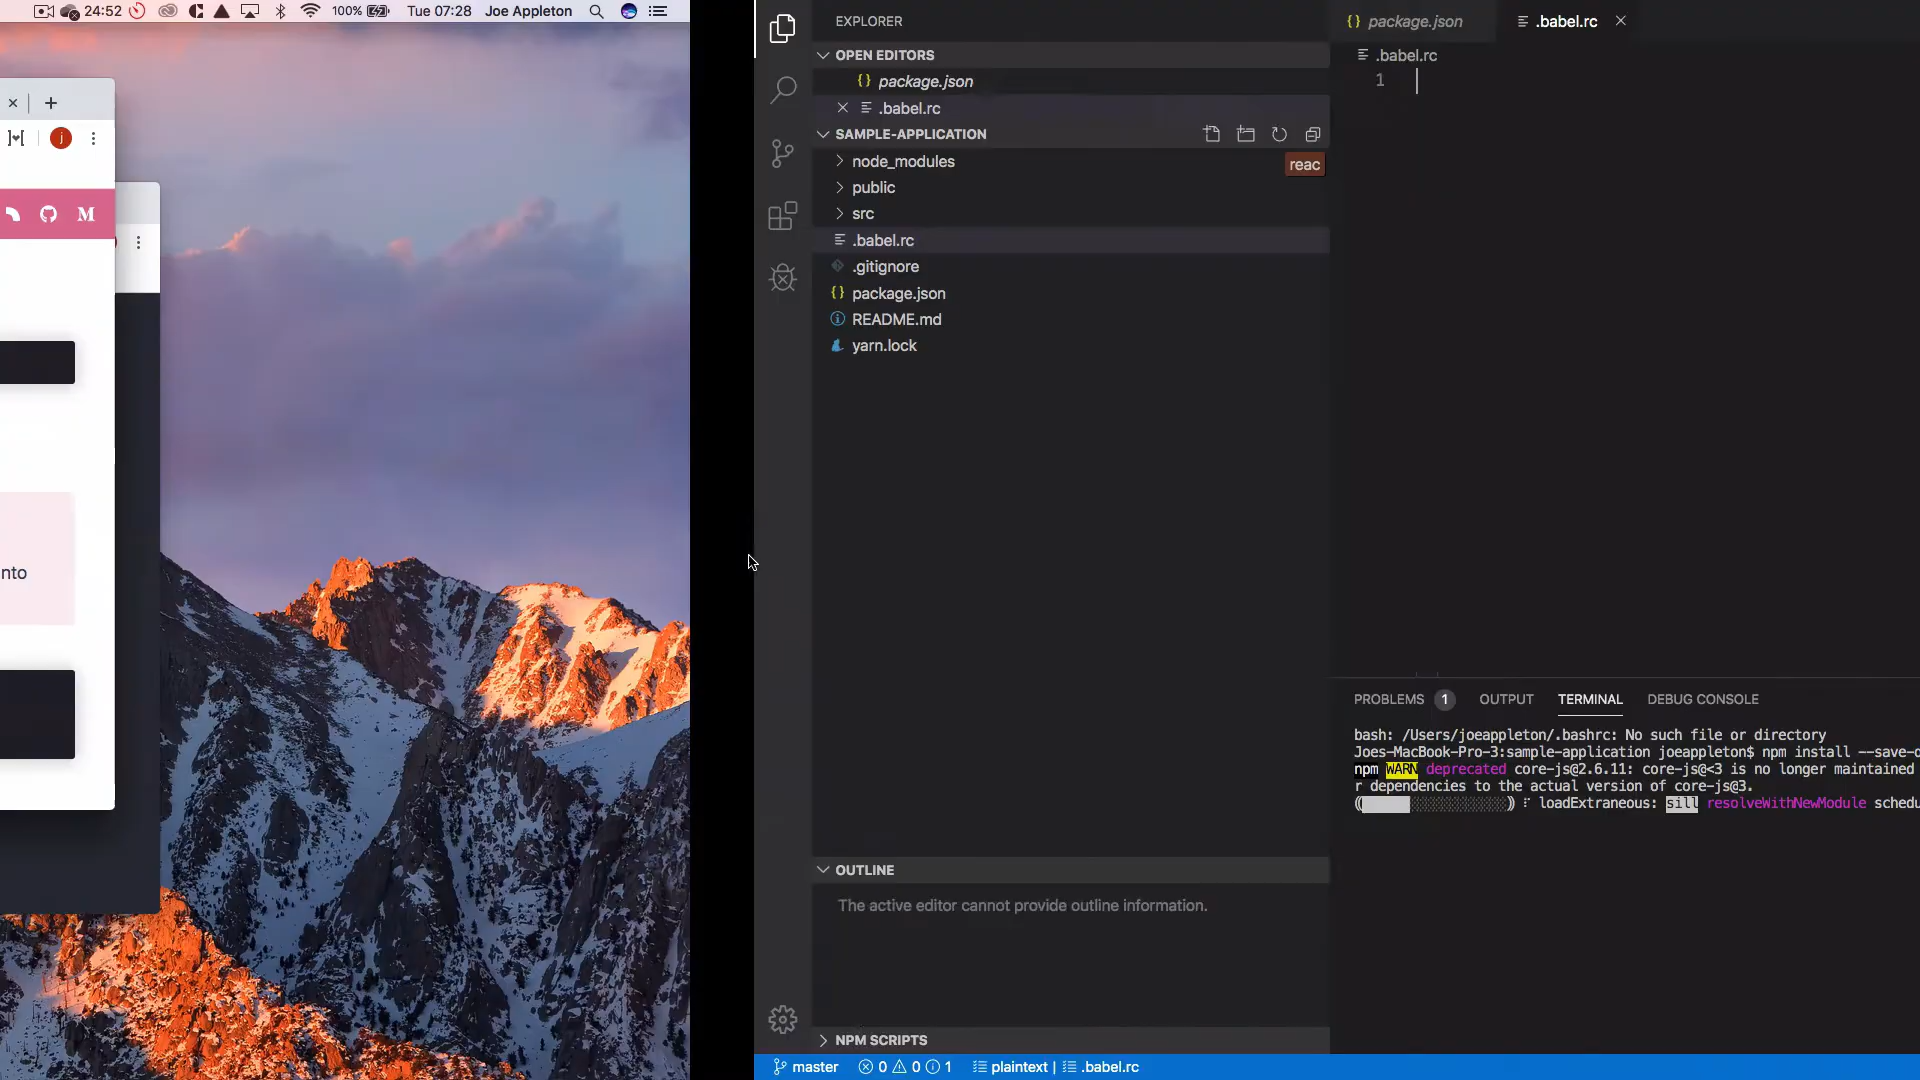 24:52 100% Tue 07:28 Joe Appleton
j
M
nto
EXPLORER
OPEN EDITORS
package.json
.babel.rc
SAMPLE-APPLICATION
node_modules
reac
public
src
.babel.rc
.gitignore
package.json
README.md
yarn.lock
OUTLINE
The active editor cannot provide outline information.
NPM SCRIPTS
package.json .babel.rc
.babel.rc
1
PROBLEMS 1 OUTPUT TERMINAL DEBUG CONSOLE
bash: /Users/joeappleton/.bashrc: No such file or directory
Joes-MacBook-Pro-3:sample-application joeappleton$ npm install --save-d
npm WARN deprecated core-js@2.6.11: core-js@<3 is no longer maintained
r dependencies to the actual version of core-js@3.
loadExtraneous: sill resolveWithNewModule schedu
master 0 0 1 plaintext | .babel.rc